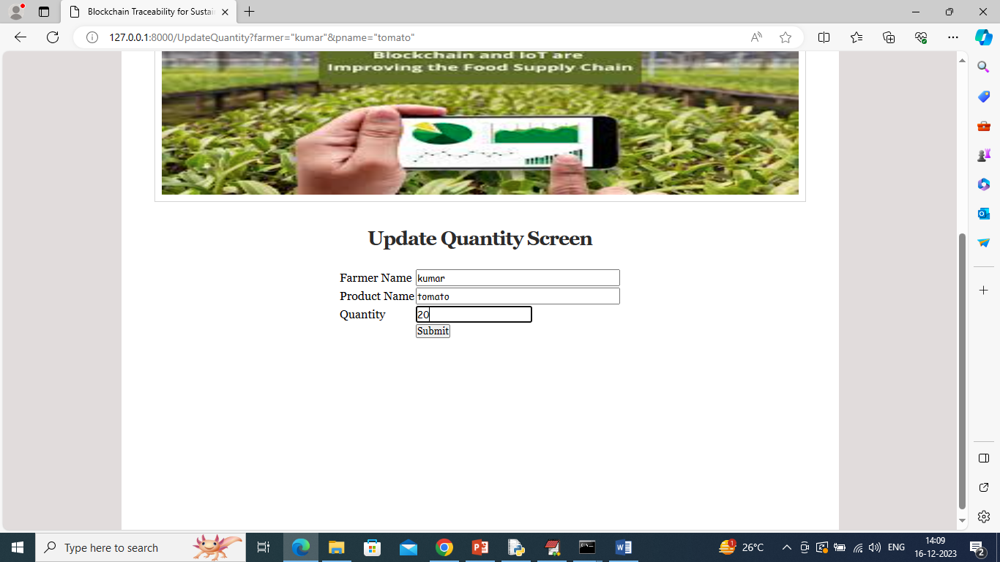 Blockchain Traceability for Sustai
127.0.0.1:8000/UpdateQuantity?farmer="kumar"&pname="tomato"
Blockchain and IoT are
Improving the Food Supply Chain
Update Quantity Screen
Farmer Name kumar
Product Name tomato
Quantity 20
Submit
Type here to search
26°C
ENG
14:09
16-12-2023
2